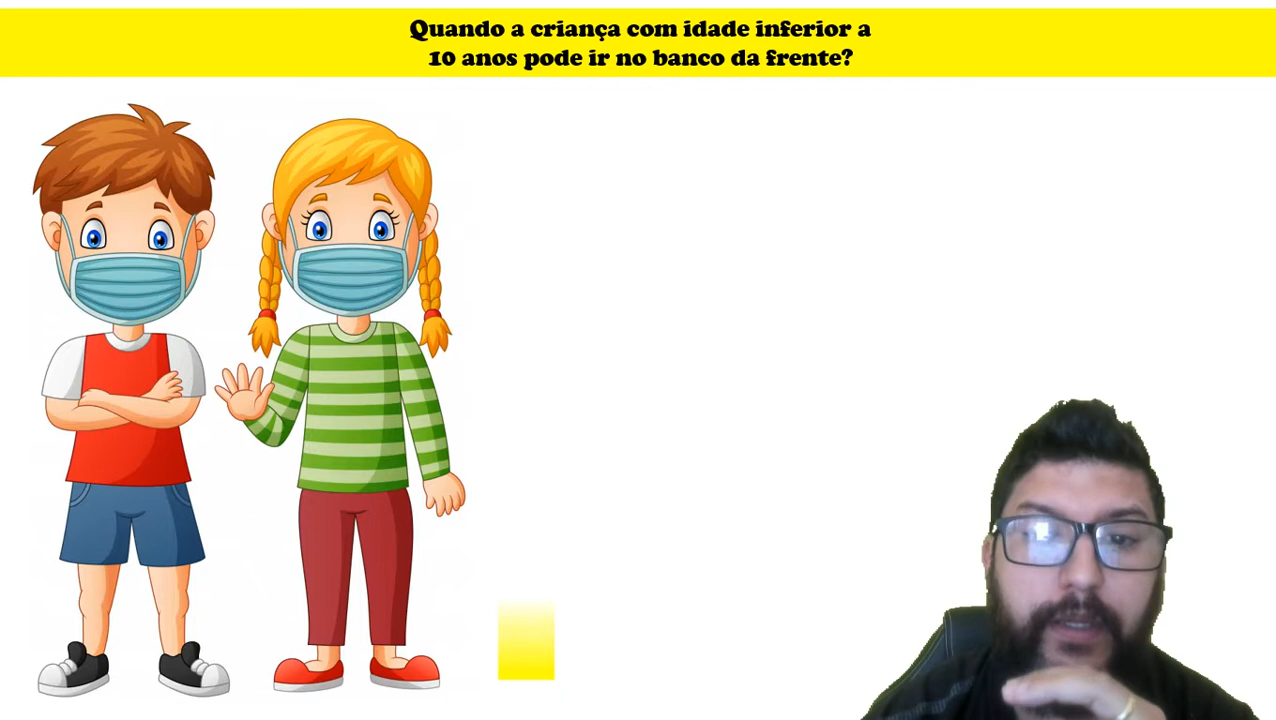 Quando a criança com idade inferior a
10 anos pode ir no banco da frente?